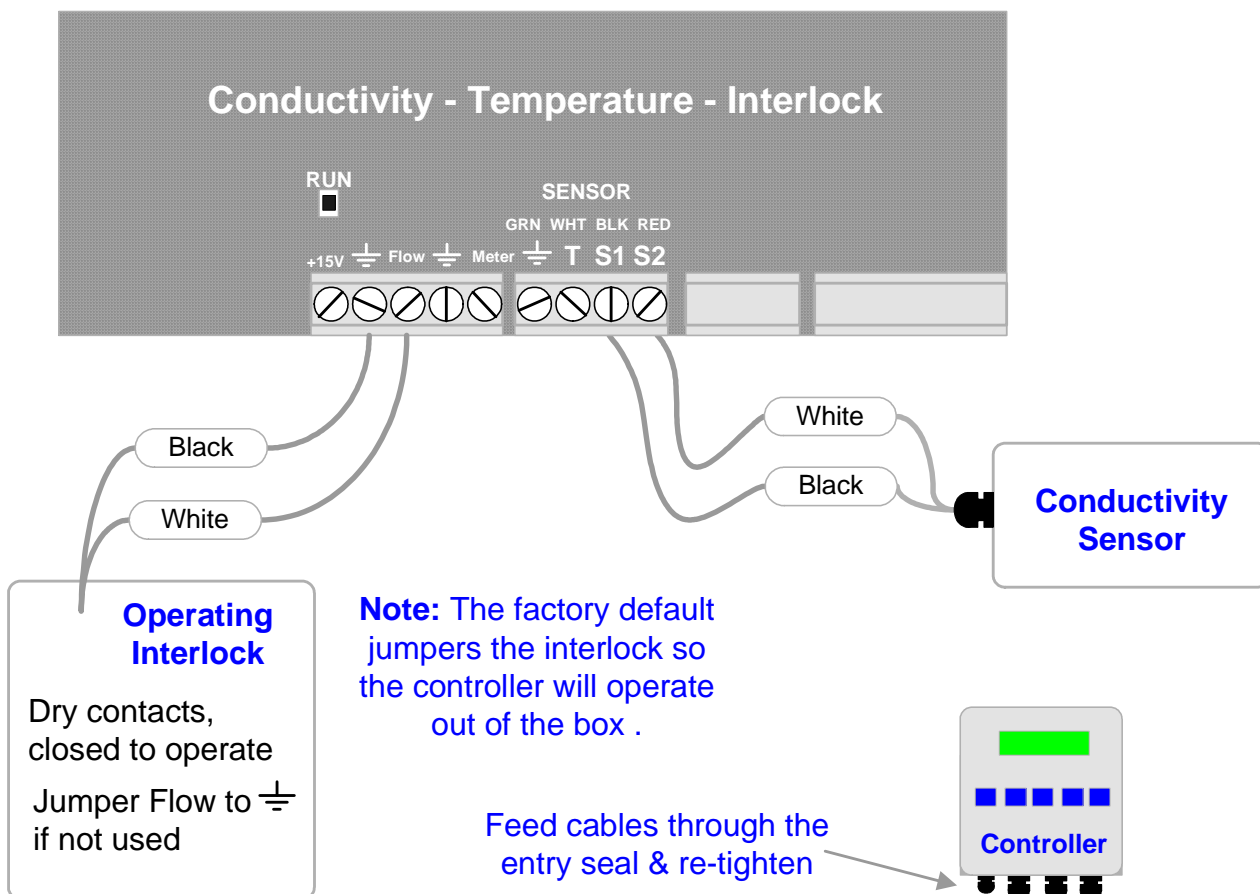 Conductivity - Temperature - Interlock
RUN
SENSOR
GRN WHT BLK RED
+15V Flow Meter T S1 S2
Black
White
White
Black
Conductivity
Sensor
Operating
Interlock
Dry contacts,
closed to operate
Jumper Flow to ⏚
if not used
Note: The factory default
jumpers the interlock so
the controller will operate
out of the box .
Feed cables through the
entry seal & re-tighten
Controller